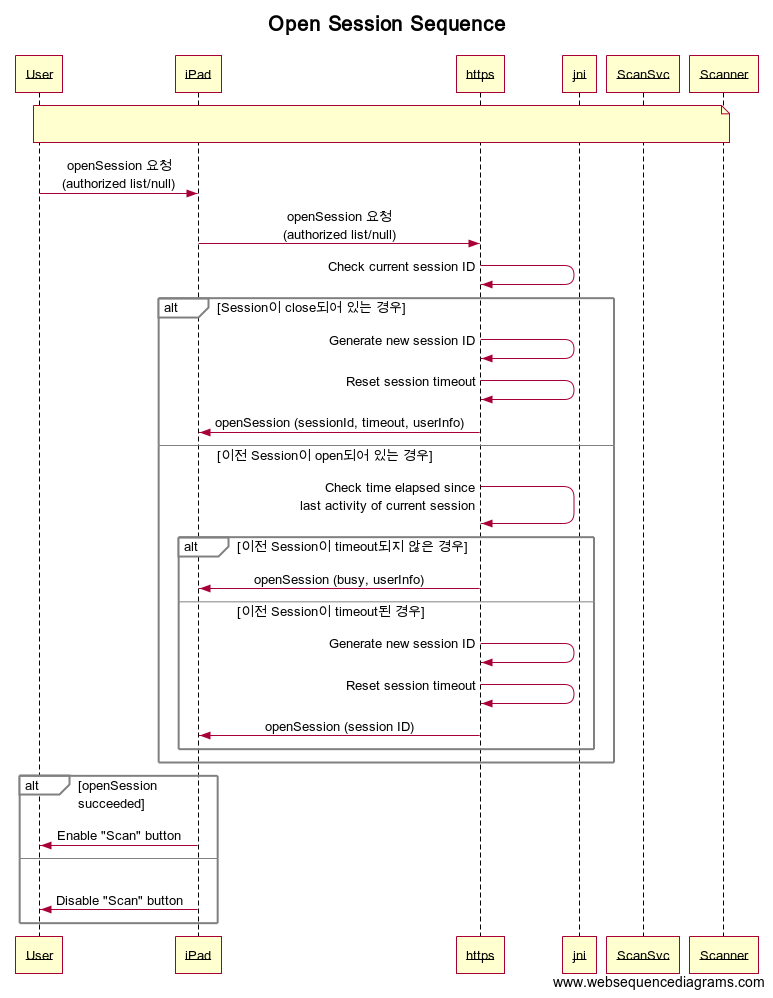 Open Session Sequence
User iPad https jni ScanSvc Scanner
openSession 요청
(authorized list/null)
openSession 요청
(authorized list/null)
Check current session ID
alt [Session이 close되어 있는 경우]
Generate new session ID
Reset session timeout
openSession (sessionId, timeout, userInfo)
[이전 Session이 open되어 있는 경우]
Check time elapsed since
last activity of current session
alt [이전 Session이 timeout되지 않은 경우]
openSession (busy, userInfo)
[이전 Session이 timeout된 경우]
Generate new session ID
Reset session timeout
openSession (session ID)
alt [openSession
succeeded]
Enable "Scan" button
Disable "Scan" button
User iPad https jni ScanSvc Scanner
www.websequencediagrams.com